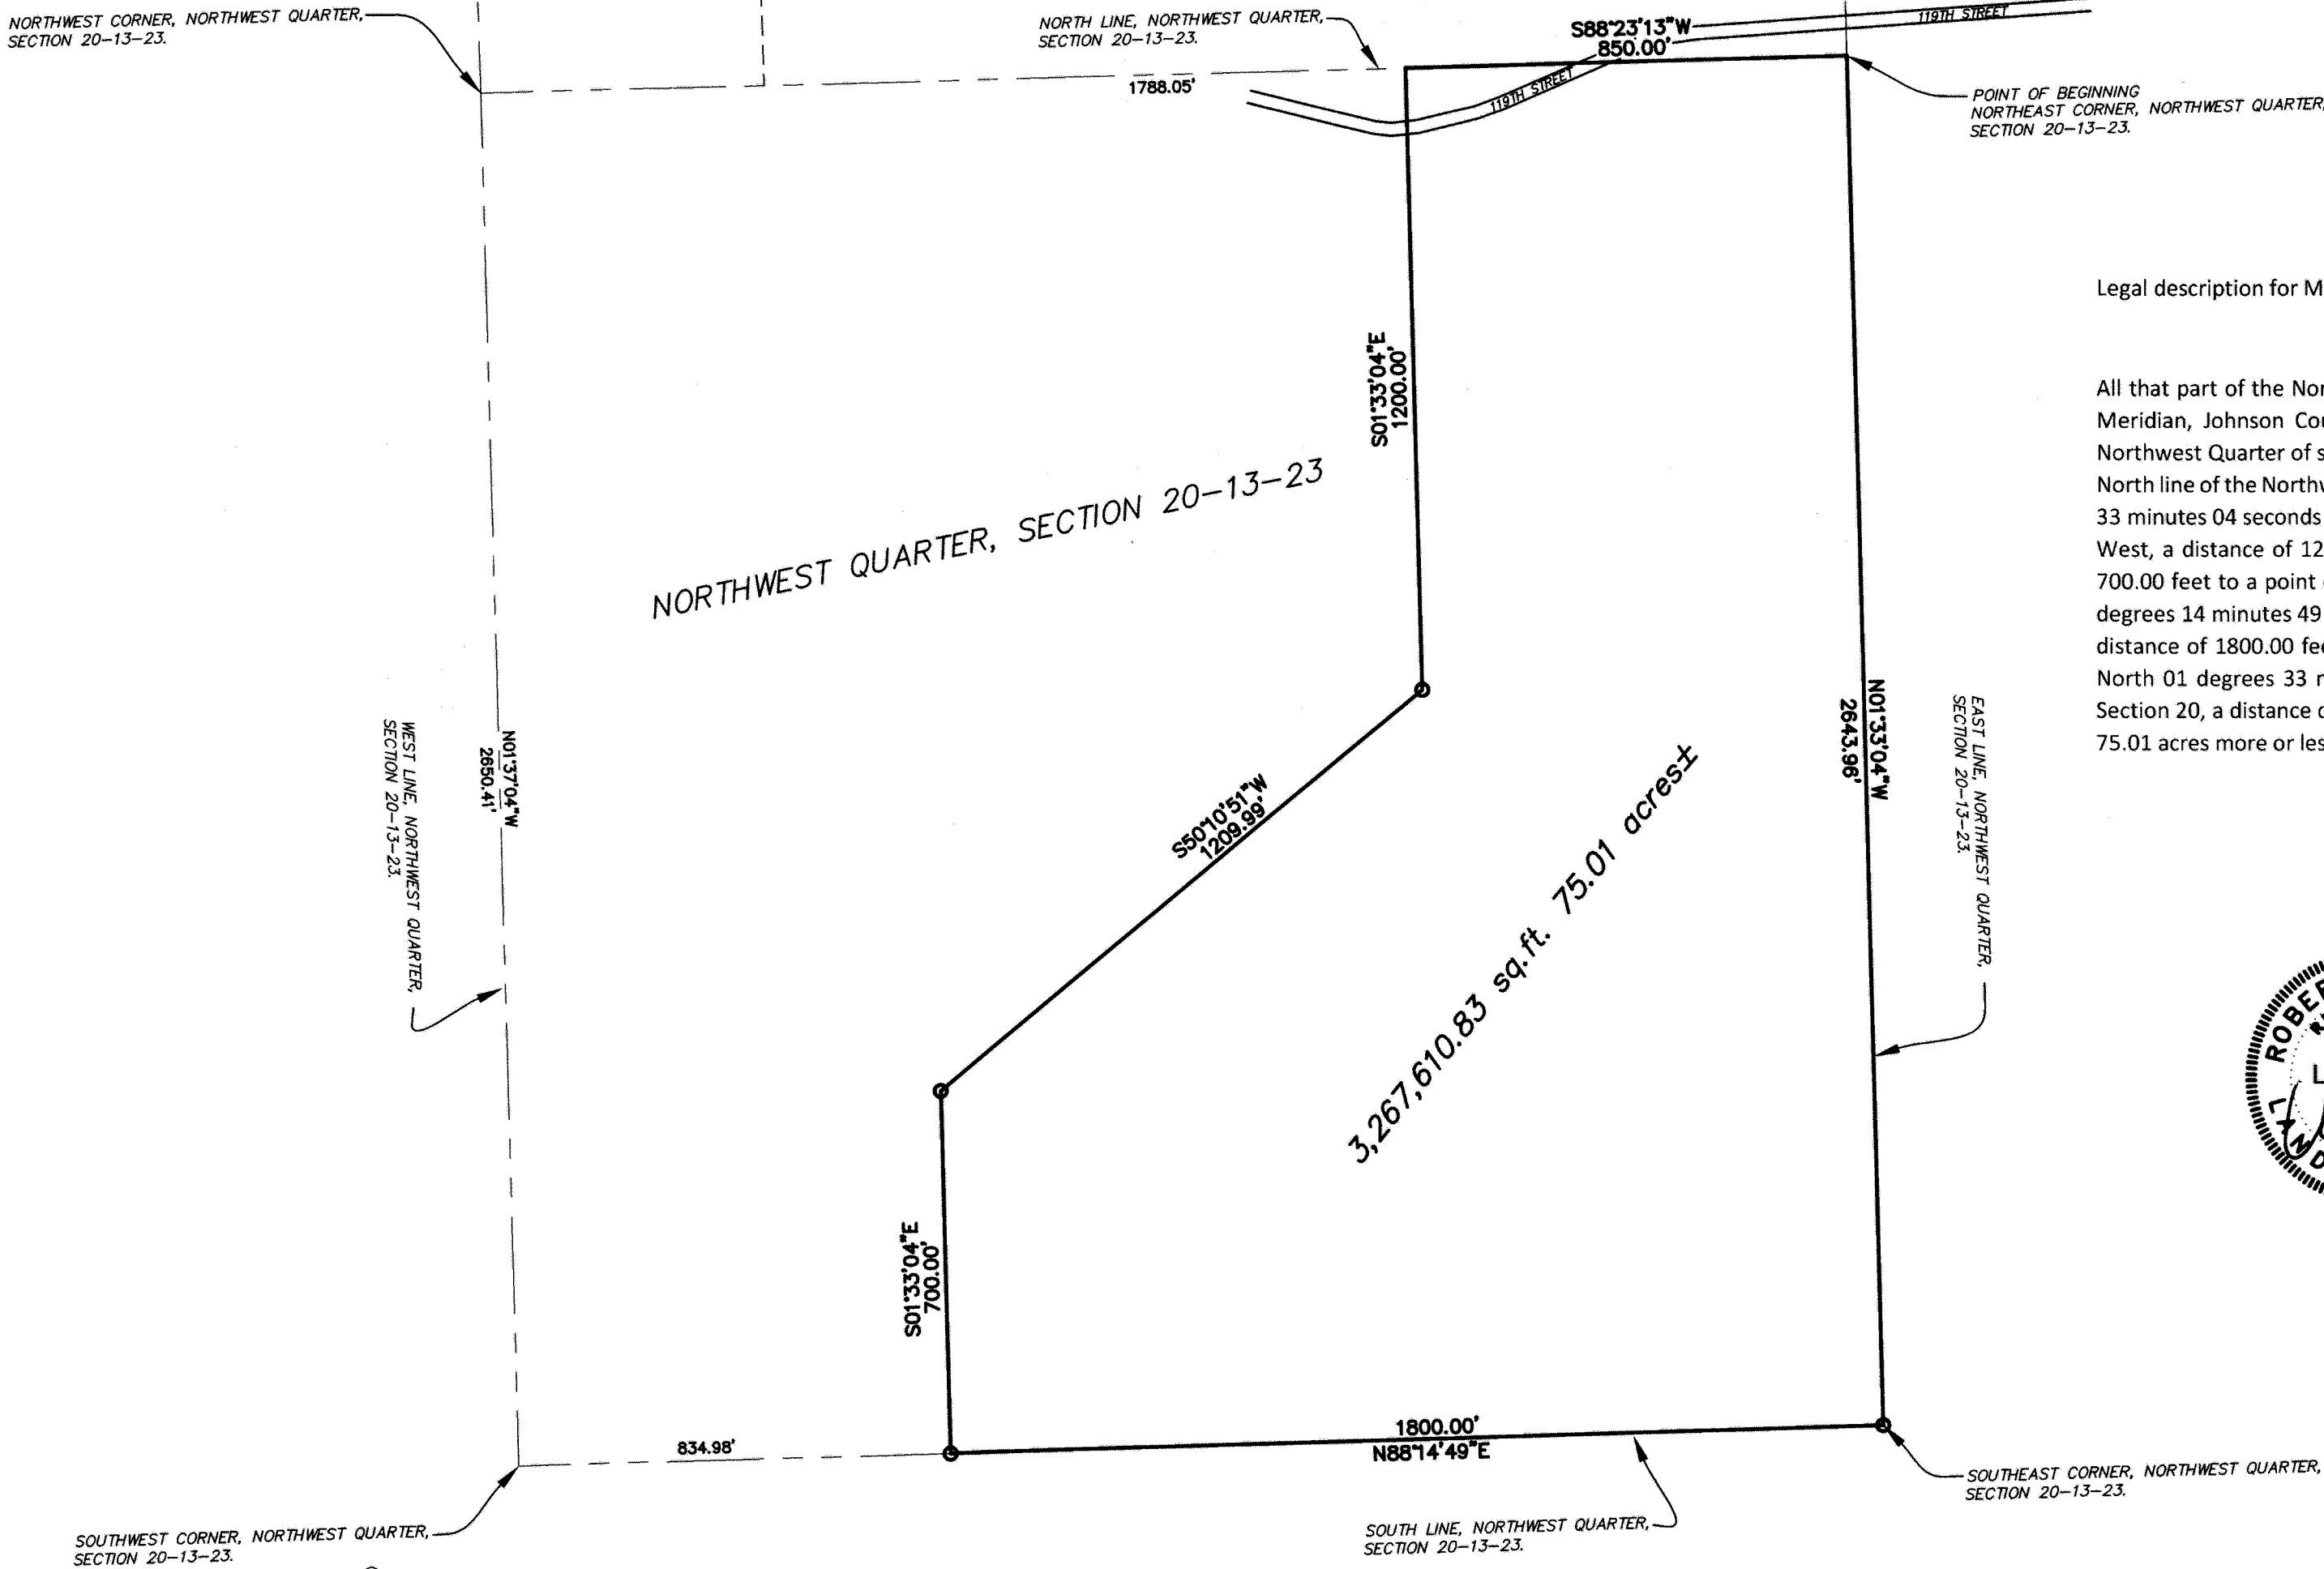 NORTHWEST CORNER, NORTHWEST QUARTER,
SECTION 20-13-23.
NORTH LINE, NORTHWEST QUARTER,
SECTION 20-13-23.
S88°23'13"W
850.00'
119TH STREET
1788.05'
119TH STREET
POINT OF BEGINNING
NORTHEAST CORNER, NORTHWEST QUARTER,
SECTION 20-13-23.
Legal description for M
All that part of the Nor
Meridian, Johnson Cou
Northwest Quarter of s
North line of the Northw
33 minutes 04 seconds
West, a distance of 12
700.00 feet to a point
degrees 14 minutes 49
distance of 1800.00 fee
North 01 degrees 33 m
Section 20, a distance o
75.01 acres more or les
S01°33'04"E
1200.00'
NORTHWEST QUARTER, SECTION 20-13-23
N01°37'04"W
2650.41'
WEST LINE, NORTHWEST QUARTER,
SECTION 20-13-23.
S50°10'51"W
1209.99'
3,267,610.83 sq.ft. 75.01 acres±
N01°33'04"W
2643.96'
EAST LINE, NORTHWEST QUARTER,
SECTION 20-13-23.
ROBER
LAND
S01°33'04"E
700.00'
834.98'
1800.00'
N88°14'49"E
SOUTHWEST CORNER, NORTHWEST QUARTER,
SECTION 20-13-23.
SOUTH LINE, NORTHWEST QUARTER,
SECTION 20-13-23.
SOUTHEAST CORNER, NORTHWEST QUARTER,
SECTION 20-13-23.